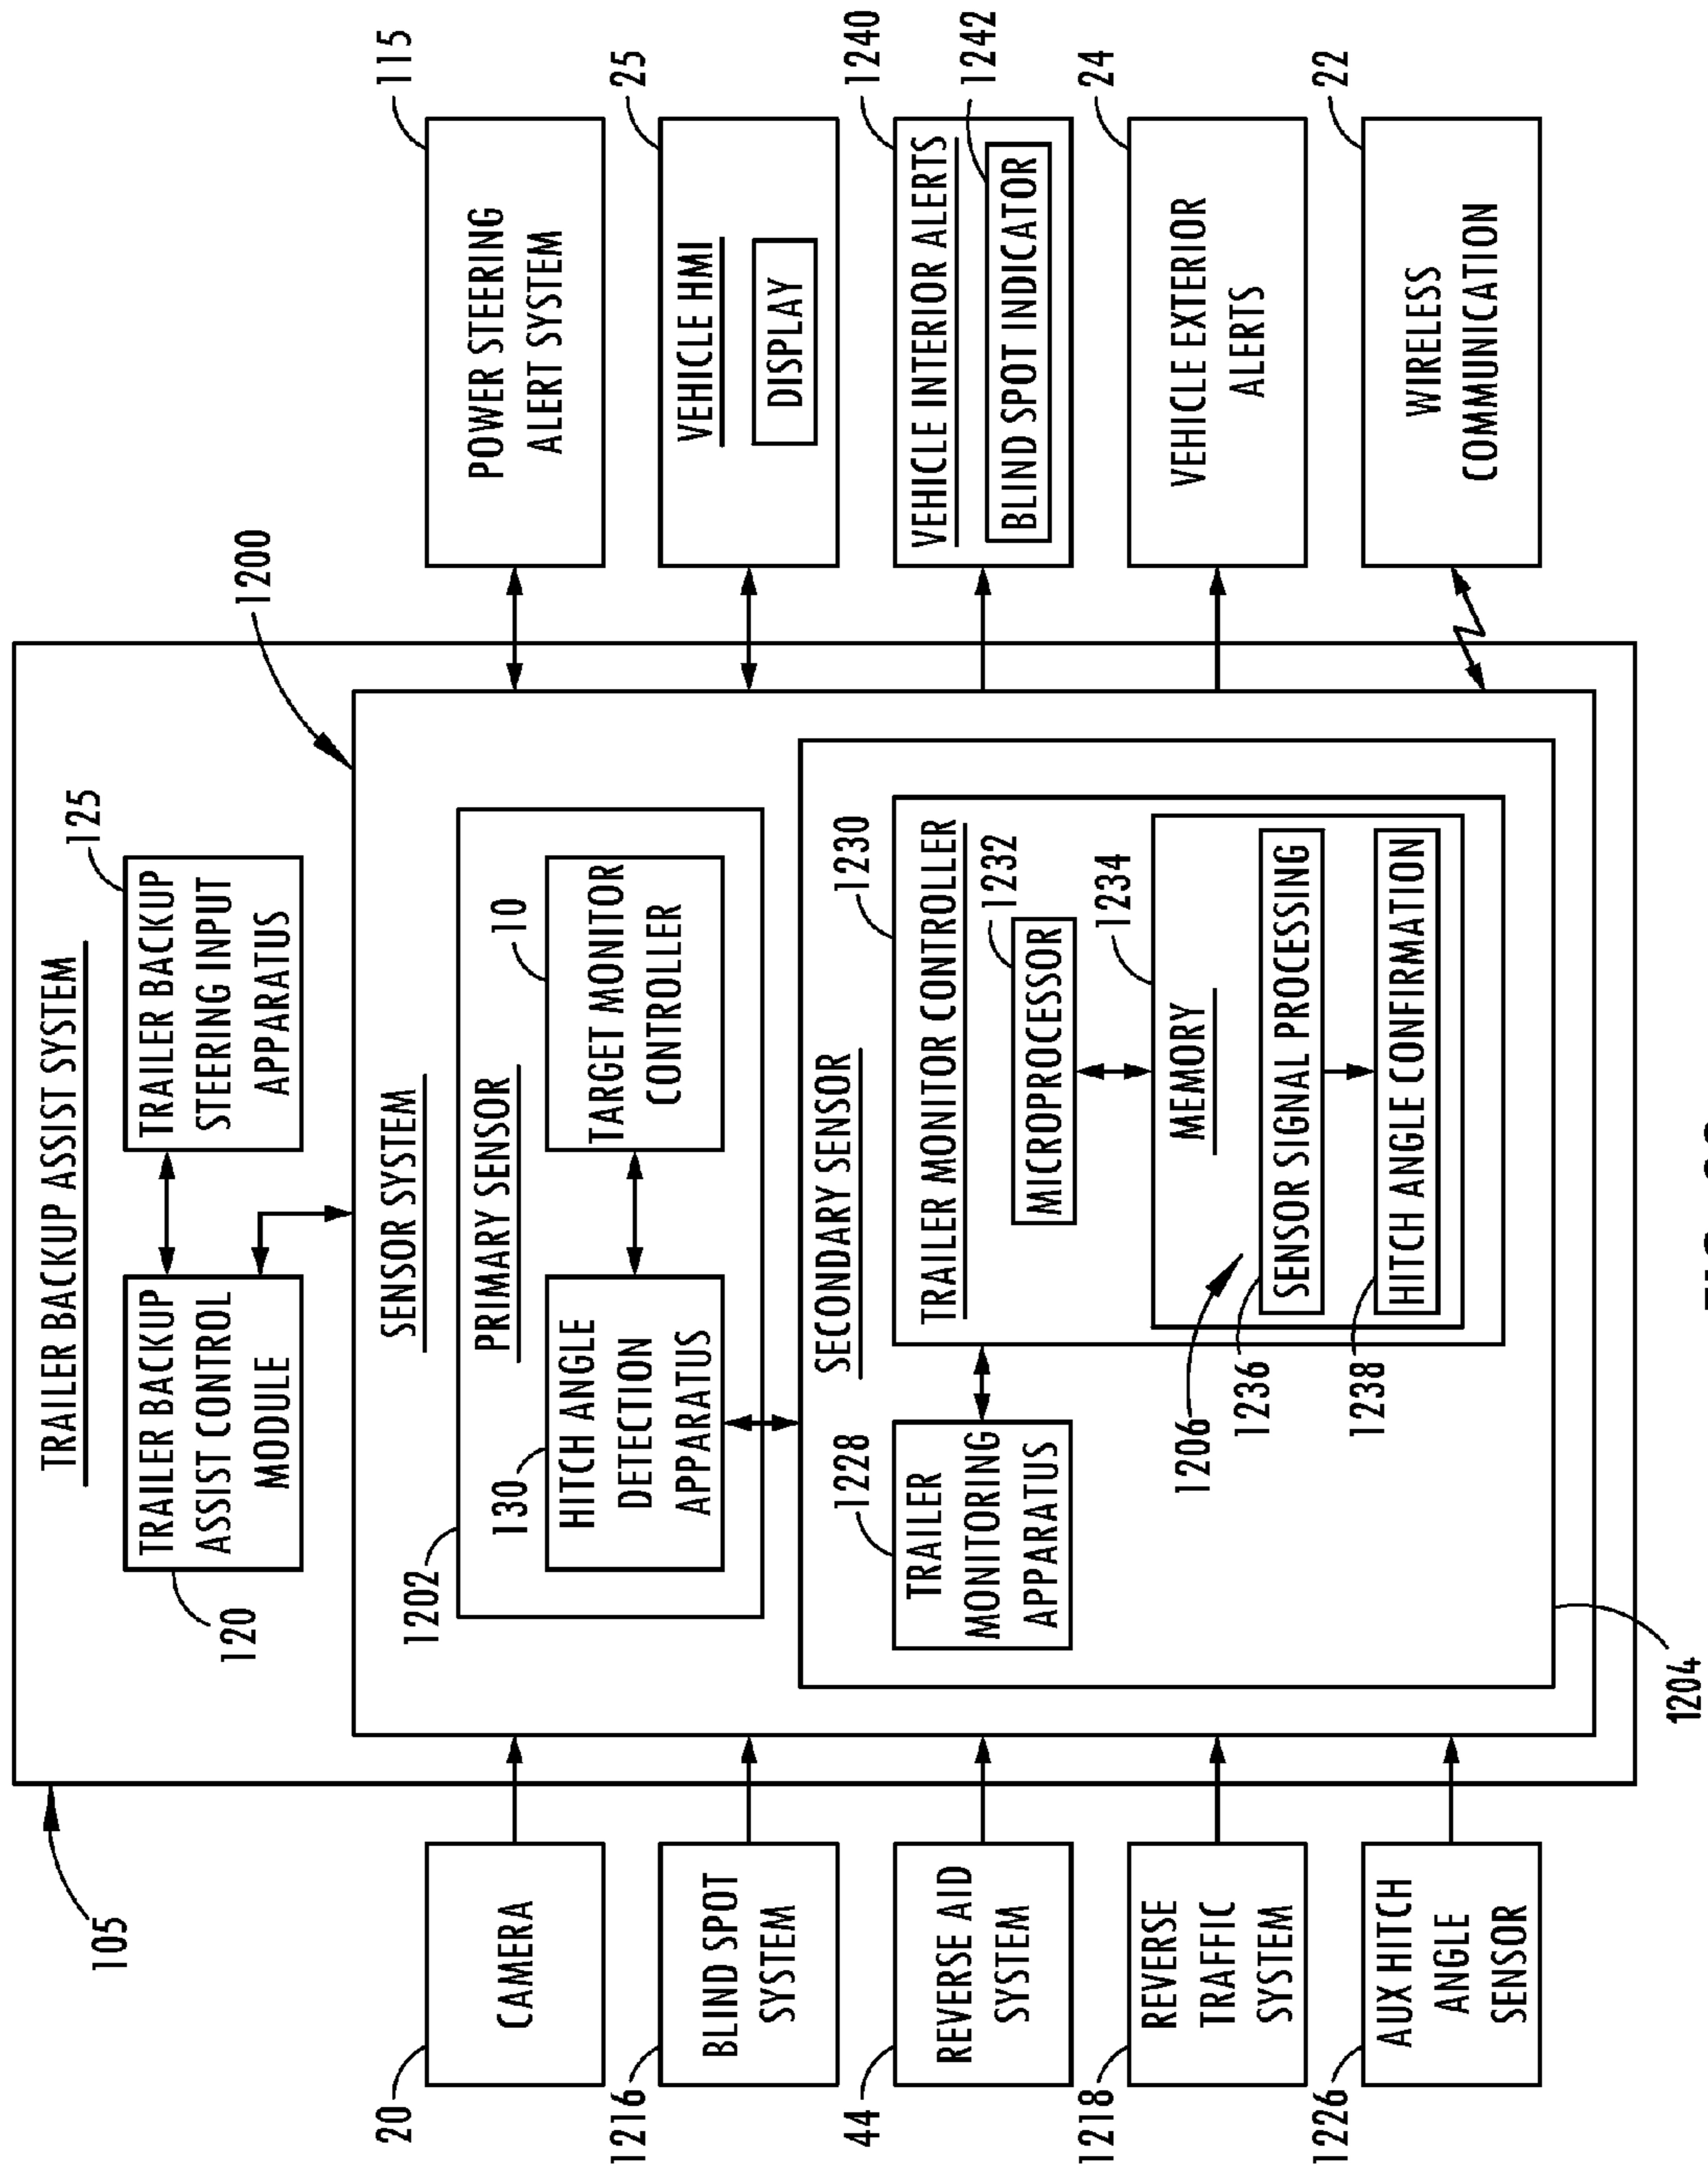 105
TRAILER BACKUP ASSIST SYSTEM
120
TRAILER BACKUP
ASSIST CONTROL
MODULE
125
TRAILER BACKUP
STEERING INPUT
APPARATUS
1200
SENSOR SYSTEM
1202
PRIMARY SENSOR
130
HITCH ANGLE
DETECTION
APPARATUS
10
TARGET MONITOR
CONTROLLER
SECONDARY SENSOR
1228
TRAILER
MONITORING
APPARATUS
1230
TRAILER MONITOR CONTROLLER
1232
MICROPROCESSOR
1234
MEMORY
1206
1236
SENSOR SIGNAL PROCESSING
1238
HITCH ANGLE CONFIRMATION
1204
20
CAMERA
1216
BLIND SPOT
SYSTEM
44
REVERSE AID
SYSTEM
1218
REVERSE
TRAFFIC
SYSTEM
1226
AUX HITCH
ANGLE
SENSOR
115
POWER STEERING
ALERT SYSTEM
25
VEHICLE HMI
DISPLAY
1240
VEHICLE INTERIOR ALERTS
1242
BLIND SPOT INDICATOR
24
VEHICLE EXTERIOR
ALERTS
22
WIRELESS
COMMUNICATION